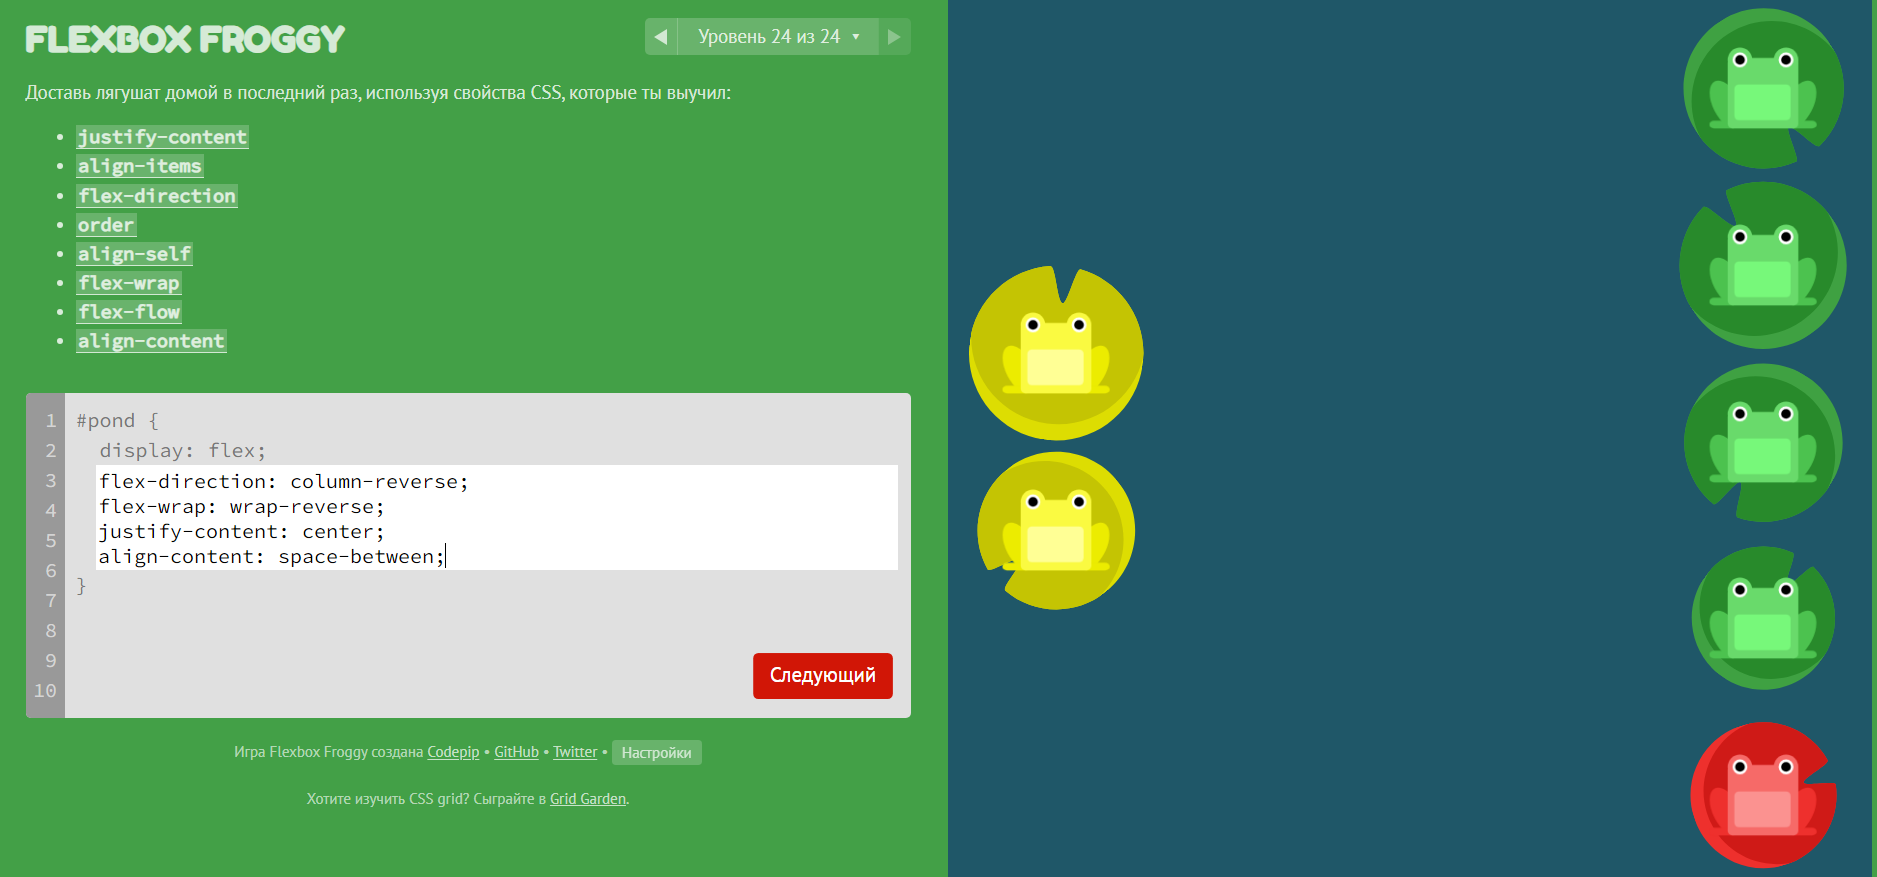 FLEXBOX FROGGY
◀ Уровень 24 из 24 ▾ ▶
Доставь лягушат домой в последний раз, используя свойства CSS, которые ты выучил:
• justify-content
• align-items
• flex-direction
• order
• align-self
• flex-wrap
• flex-flow
• align-content
1 #pond {
2 display: flex;
3 flex-direction: column-reverse;
4 flex-wrap: wrap-reverse;
5 justify-content: center;
6 align-content: space-between;
7 }
8
9
10
Следующий
Игра Flexbox Froggy создана Codepip • GitHub • Twitter • Настройки
Хотите изучить CSS grid? Сыграйте в Grid Garden.